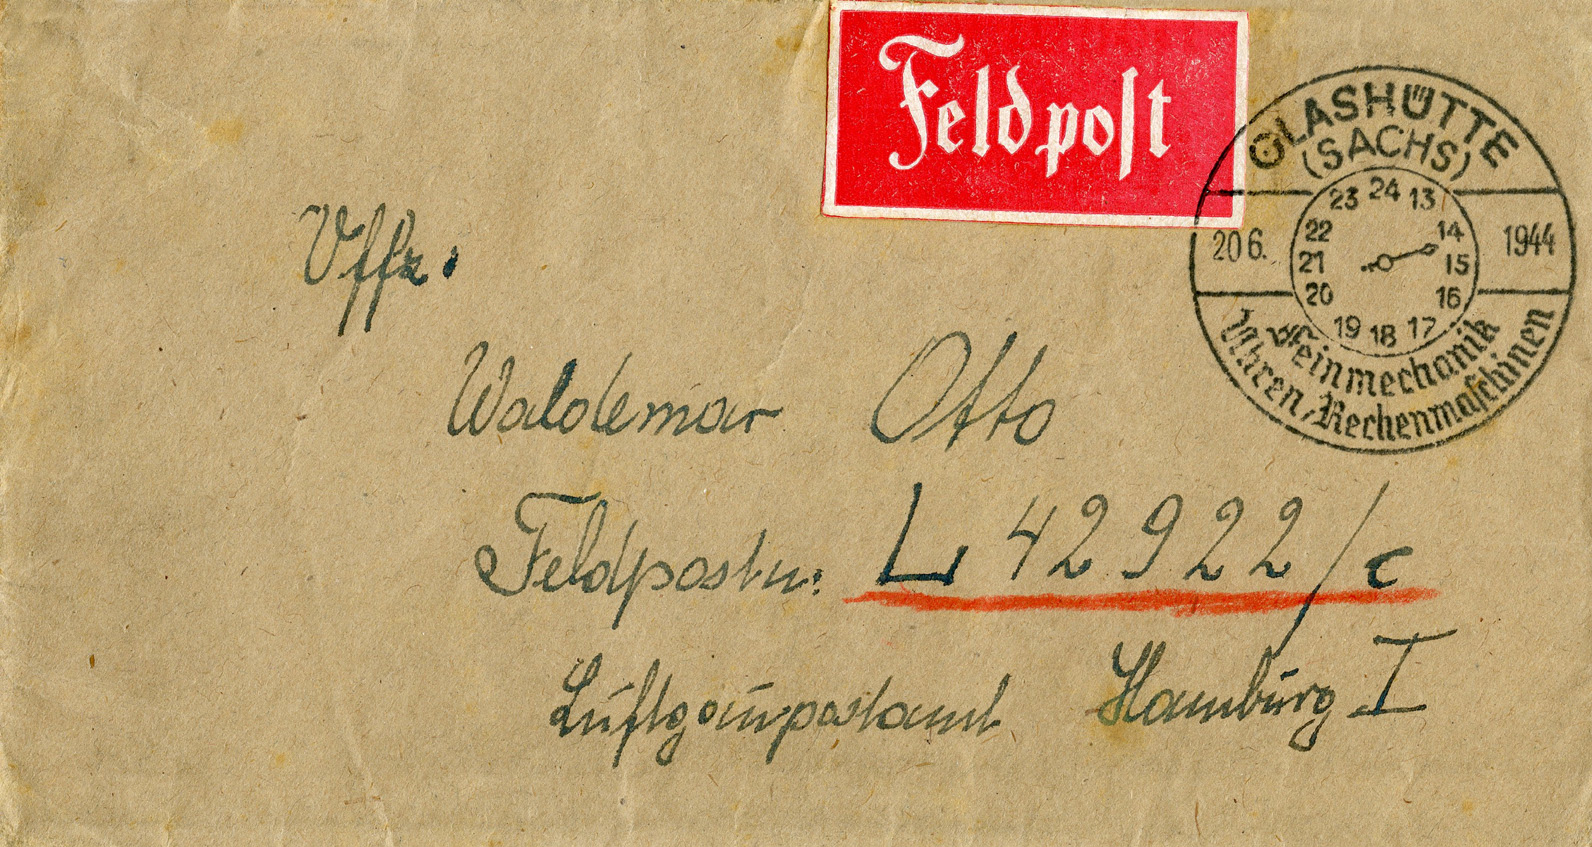 Feldpost
GLASHÜTTE
(SACHS)
23 24 13
22 14
20 6. 21 15 1944
20 16
19 18 17
Feinmechanik
Uhren, Rechenmaschinen
Uffz.
Waldemar Otto
Feldpostn: L 42922/c
Luftgaupostamt Hamburg I